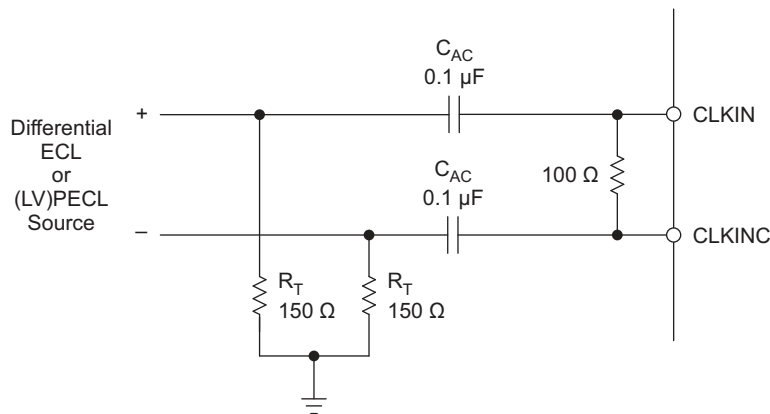 C_AC
0.1 µF
+
CLKIN
Differential
ECL
or
(LV)PECL
Source
C_AC
0.1 µF
100 Ω
–
CLKINC
R_T
150 Ω
R_T
150 Ω